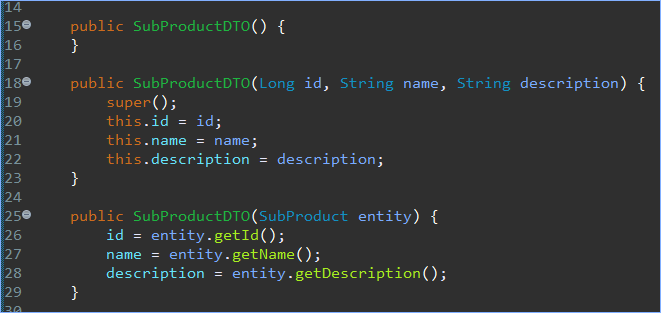 14
15 public SubProductDTO() {
16 }
17
18 public SubProductDTO(Long id, String name, String description) {
19 super();
20 this.id = id;
21 this.name = name;
22 this.description = description;
23 }
24
25 public SubProductDTO(SubProduct entity) {
26 id = entity.getId();
27 name = entity.getName();
28 description = entity.getDescription();
29 }
30